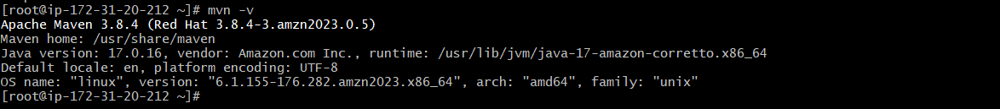 [root@ip-172-31-20-212 ~]# mvn -v
Apache Maven 3.8.4 (Red Hat 3.8.4-3.amzn2023.0.5)
Maven home: /usr/share/maven
Java version: 17.0.16, vendor: Amazon.com Inc., runtime: /usr/lib/jvm/java-17-amazon-corretto.x86_64
Default locale: en, platform encoding: UTF-8
OS name: "linux", version: "6.1.155-176.282.amzn2023.x86_64", arch: "amd64", family: "unix"
[root@ip-172-31-20-212 ~]#